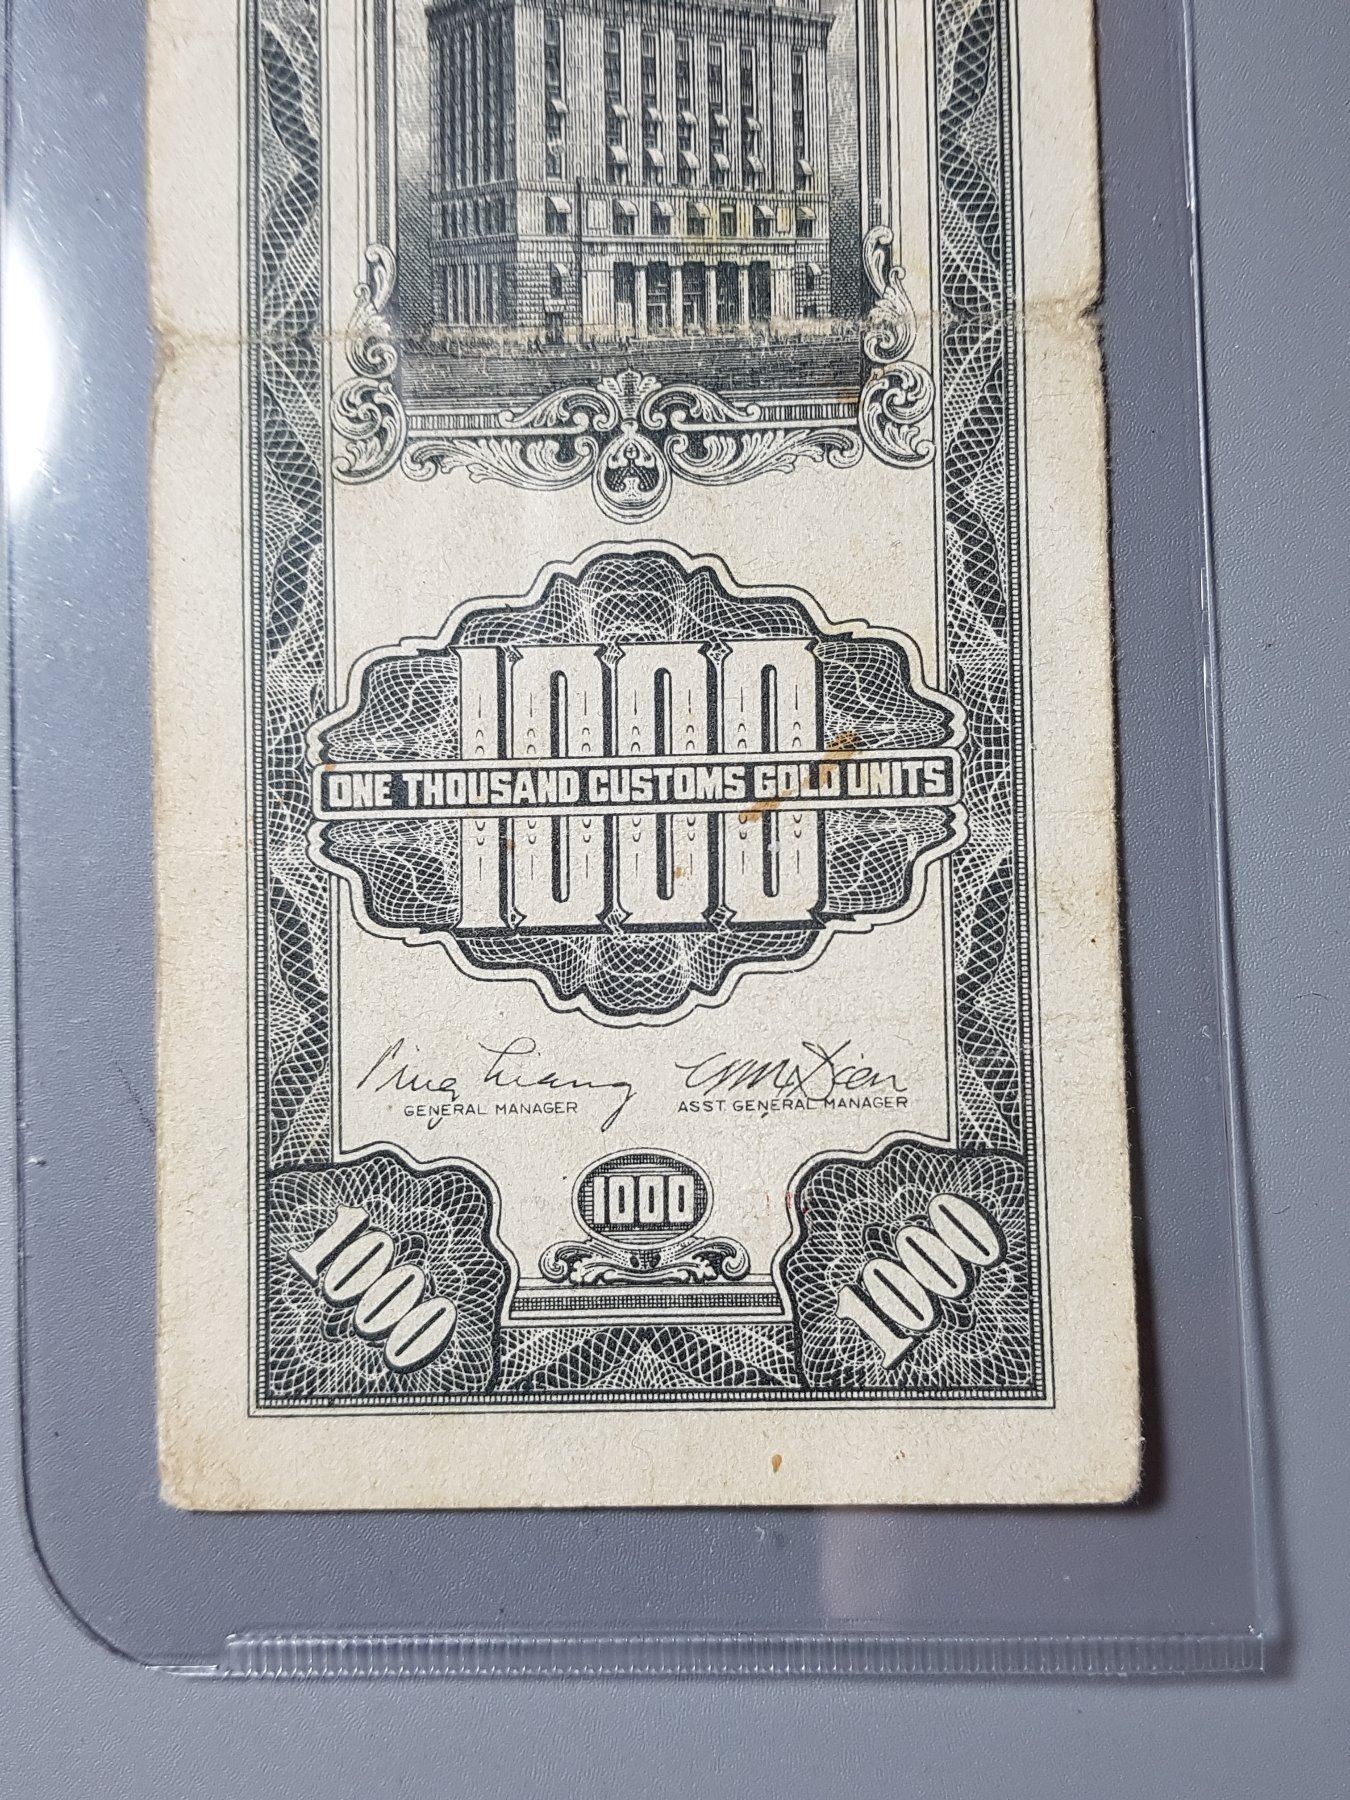 1000
ONE THOUSAND CUSTOMS GOLD UNITS
GENERAL MANAGER
ASST. GENERAL MANAGER
1000
1000
1000